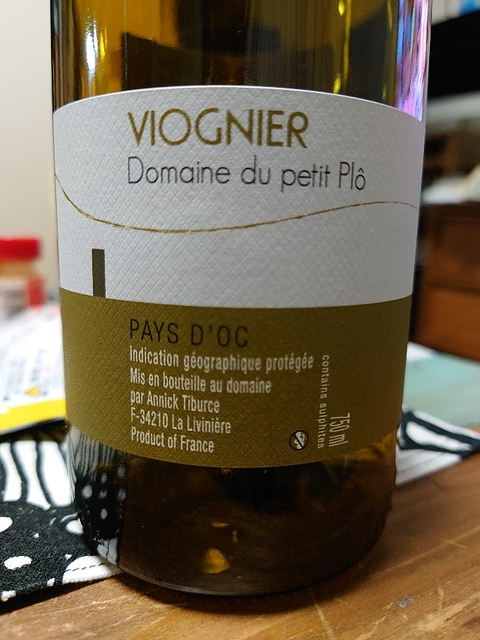 VIOGNIER
Domaine du petit Plô
PAYS D'OC
Indication géographique protégée
Mis en bouteille au domaine
par Annick Tiburce
F-34210 La Livinière
Product of France
contains sulphites
750 ml